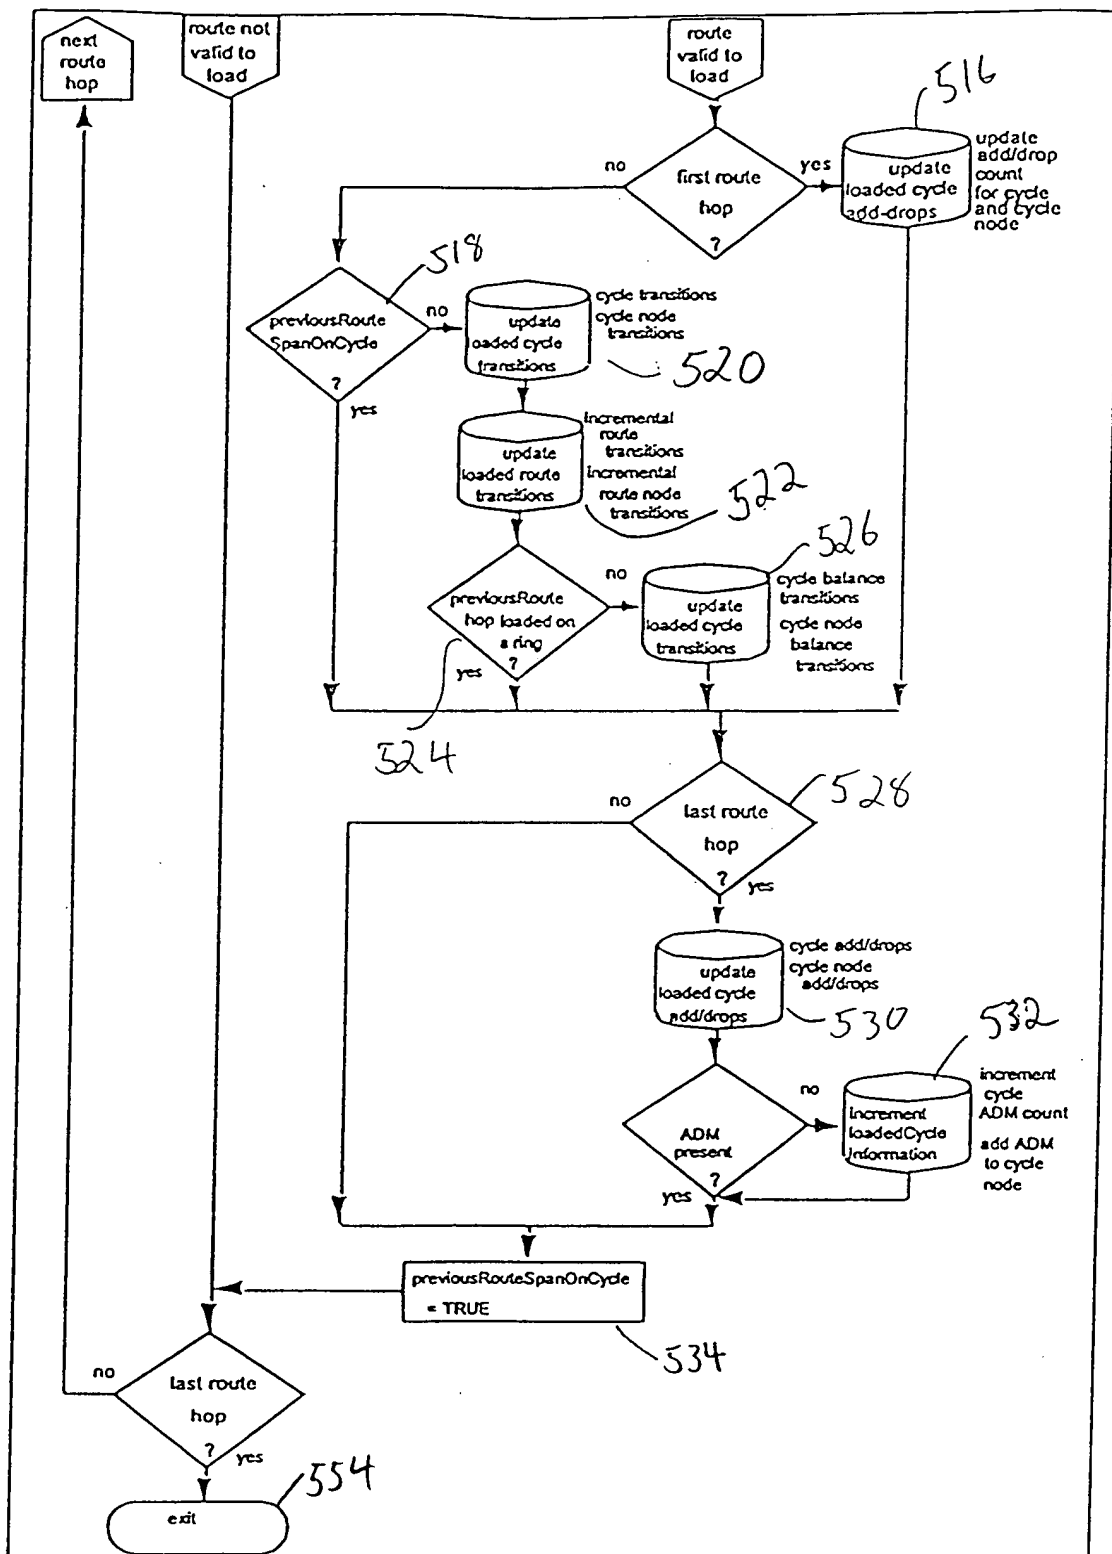 next
route
hop
route not
valid to
load
route
valid to
load
516
first route
hop
?
no
yes
update
loaded cycle
add-drops
update
add/drop
count
for cycle
and cycle
node
518
previousRoute
SpanOnCycle
?
no
yes
update
loaded cycle
transitions
cycle transitions
cycle node
transitions
520
update
loaded route
transitions
incremental
route
transitions
incremental
route node
transitions
522
previousRoute
hop loaded on
a ring
?
no
yes
524
update
loaded cycle
transitions
526
cycle balance
transitions
cycle node
balance
transitions
last route
hop
?
no
yes
528
update
loaded cycle
add/drops
cycle add/drops
cycle node
add/drops
530
ADM
present
?
no
yes
increment
loadedCycle
information
532
increment
cycle
ADM count
add ADM
to cycle
node
previousRouteSpanOnCycle
= TRUE
534
last route
hop
?
no
yes
exit
554